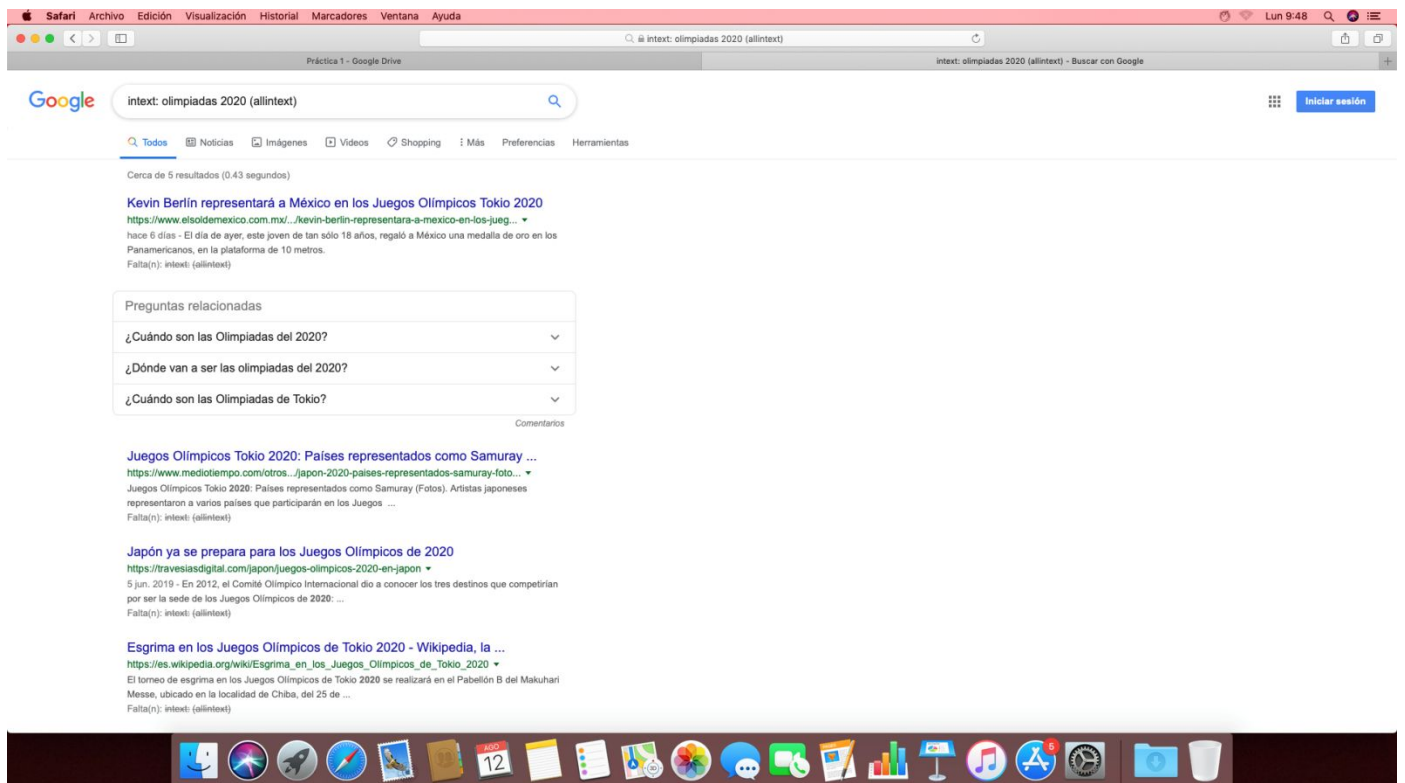 Safari Archivo Edición Visualización Historial Marcadores Ventana Ayuda
Lun 9:48
intext: olimpiadas 2020 (allintext)
Práctica 1 - Google Drive
intext: olimpiadas 2020 (allintext) - Buscar con Google
Google
intext: olimpiadas 2020 (allintext)
Iniciar sesión
Todos Noticias Imágenes Videos Shopping Más Preferencias Herramientas
Cerca de 5 resultados (0.43 segundos)
Kevin Berlín representará a México en los Juegos Olímpicos Tokio 2020
https://www.elsoldemexico.com.mx/.../kevin-berlin-representara-a-mexico-en-los-jueg...
hace 6 días - El día de ayer, este joven de tan sólo 18 años, regaló a México una medalla de oro en los
Panamericanos, en la plataforma de 10 metros.
Falta(n): intext: (allintext)
Preguntas relacionadas
¿Cuándo son las Olimpiadas del 2020?
¿Dónde van a ser las olimpiadas del 2020?
¿Cuándo son las Olimpiadas de Tokio?
Comentarios
Juegos Olímpicos Tokio 2020: Países representados como Samuray ...
https://www.mediotiempo.com/otros.../japon-2020-paises-representados-samuray-foto...
Juegos Olímpicos Tokio 2020: Países representados como Samuray (Fotos). Artistas japoneses
representaron a varios países que participarán en los Juegos ...
Falta(n): intext: (allintext)
Japón ya se prepara para los Juegos Olímpicos de 2020
https://travesiasdigital.com/japon/juegos-olimpicos-2020-en-japon
5 jun. 2019 - En 2012, el Comité Olímpico Internacional dio a conocer los tres destinos que competirían
por ser la sede de los Juegos Olímpicos de 2020: ...
Falta(n): intext: (allintext)
Esgrima en los Juegos Olímpicos de Tokio 2020 - Wikipedia, la ...
https://es.wikipedia.org/wiki/Esgrima_en_los_Juegos_Olímpicos_de_Tokio_2020
El torneo de esgrima en los Juegos Olímpicos de Tokio 2020 se realizará en el Pabellón B del Makuhari
Messe, ubicado en la localidad de Chiba, del 25 de ...
Falta(n): intext: (allintext)
AGO
12
5